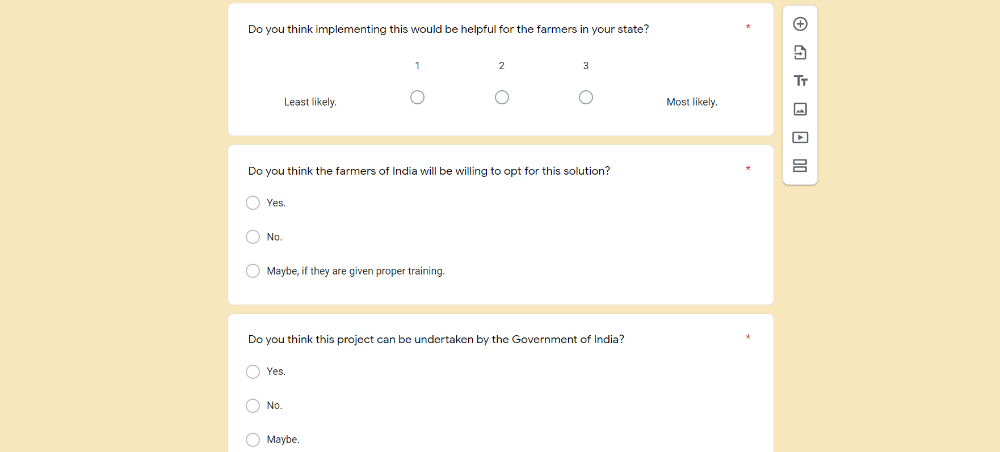 Do you think implementing this would be helpful for the farmers in your state? *
1 2 3
Least likely. Most likely.
Do you think the farmers of India will be willing to opt for this solution? *
Yes.
No.
Maybe, if they are given proper training.
Do you think this project can be undertaken by the Government of India? *
Yes.
No.
Maybe.